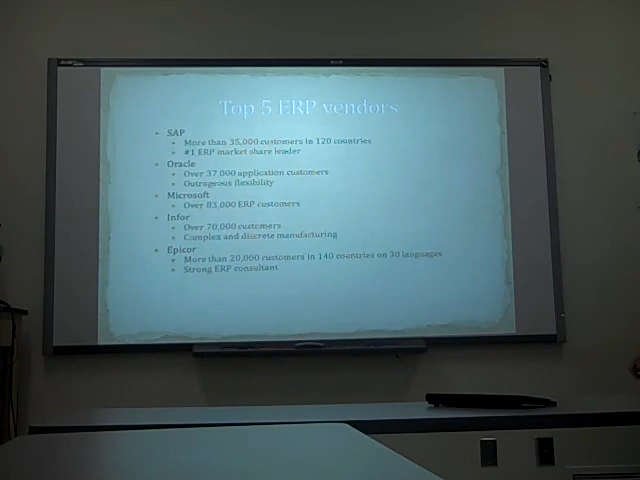 Top 5 ERP vendors
SAP
More than 35,000 customers in 120 countries
#1 ERP market share leader
Oracle
Over 37,000 application customers
Outrageous flexibility
Microsoft
Over 83,000 ERP customers
Infor
Over 70,000 customers
Complex and discrete manufacturing
Epicor
More than 20,000 customers in 140 countries on 30 languages
Strong ERP consultant